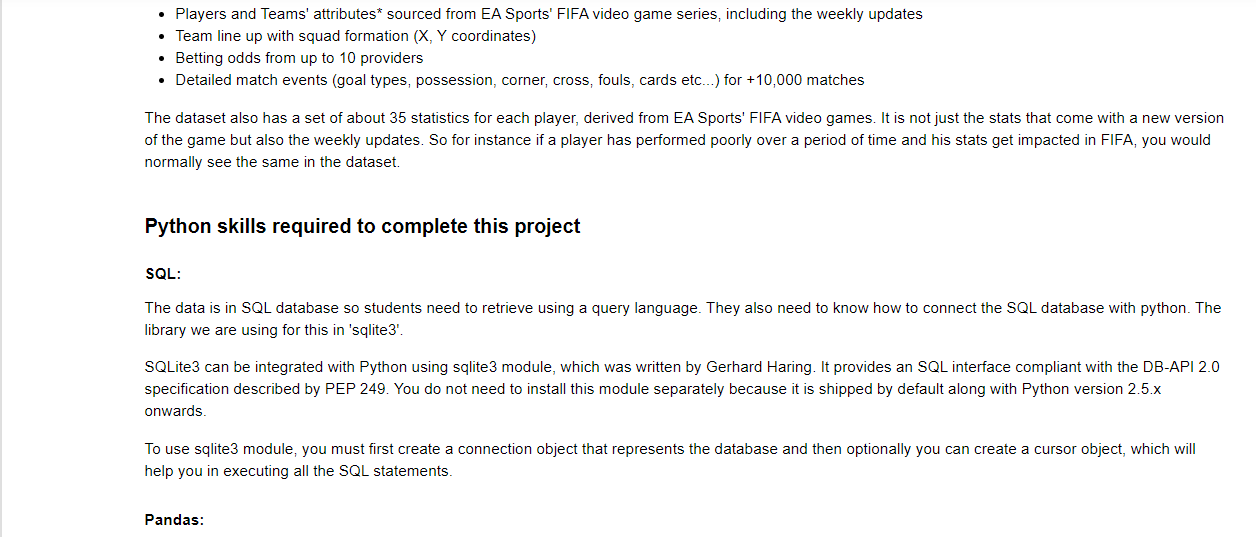 • Players and Teams' attributes* sourced from EA Sports' FIFA video game series, including the weekly updates
• Team line up with squad formation (X, Y coordinates)
• Betting odds from up to 10 providers
• Detailed match events (goal types, possession, corner, cross, fouls, cards etc...) for +10,000 matches
The dataset also has a set of about 35 statistics for each player, derived from EA Sports' FIFA video games. It is not just the stats that come with a new version
of the game but also the weekly updates. So for instance if a player has performed poorly over a period of time and his stats get impacted in FIFA, you would
normally see the same in the dataset.
Python skills required to complete this project
SQL:
The data is in SQL database so students need to retrieve using a query language. They also need to know how to connect the SQL database with python. The
library we are using for this in 'sqlite3'.
SQLite3 can be integrated with Python using sqlite3 module, which was written by Gerhard Haring. It provides an SQL interface compliant with the DB-API 2.0
specification described by PEP 249. You do not need to install this module separately because it is shipped by default along with Python version 2.5.x
onwards.
To use sqlite3 module, you must first create a connection object that represents the database and then optionally you can create a cursor object, which will
help you in executing all the SQL statements.
Pandas: